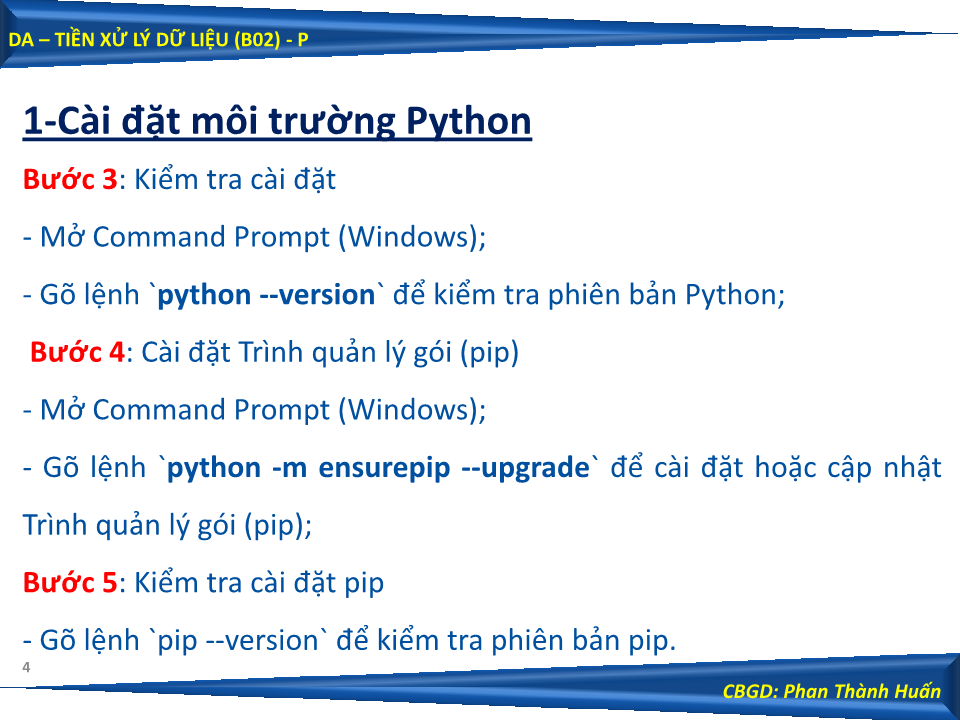 DA – TIỀN XỬ LÝ DỮ LIỆU (B02) - P
1-Cài đặt môi trường Python
Bước 3: Kiểm tra cài đặt
- Mở Command Prompt (Windows);
- Gõ lệnh `python --version` để kiểm tra phiên bản Python;
Bước 4: Cài đặt Trình quản lý gói (pip)
- Mở Command Prompt (Windows);
- Gõ lệnh `python -m ensurepip --upgrade` để cài đặt hoặc cập nhật
Trình quản lý gói (pip);
Bước 5: Kiểm tra cài đặt pip
- Gõ lệnh `pip --version` để kiểm tra phiên bản pip.
4
CBGD: Phan Thành Huấn